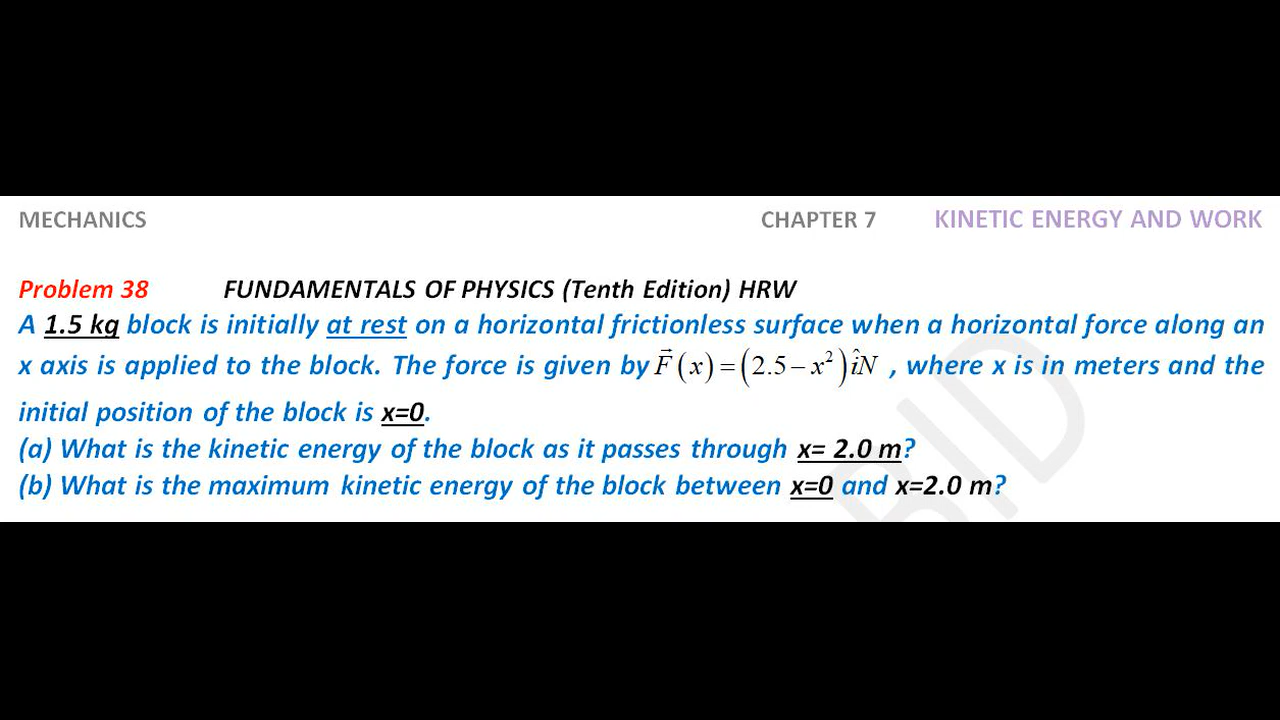 MECHANICS CHAPTER 7 KINETIC ENERGY AND WORK
Problem 38 FUNDAMENTALS OF PHYSICS (Tenth Edition) HRW
A 1.5 kg block is initially at rest on a horizontal frictionless surface when a horizontal force along an
x axis is applied to the block. The force is given by F⃗(x)=(2.5−x²)îN , where x is in meters and the
initial position of the block is x=0.
(a) What is the kinetic energy of the block as it passes through x= 2.0 m?
(b) What is the maximum kinetic energy of the block between x=0 and x=2.0 m?